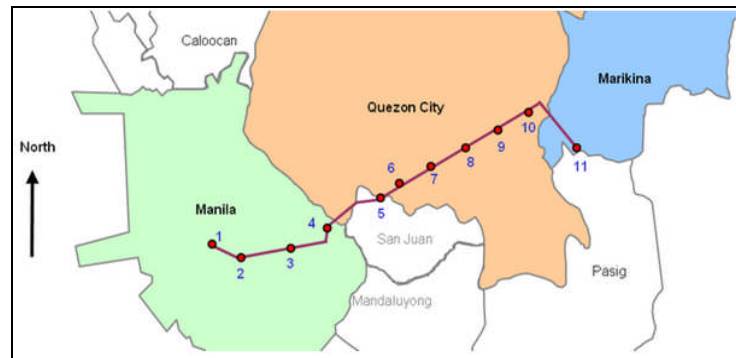 Caloocan
Marikina
Quezon City
North
10
9
8
6
7
11
Manila
5
4
1
San Juan
3
2
Pasig
Mandaluyong